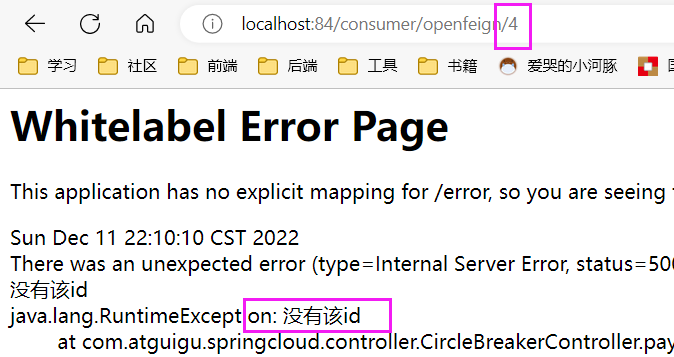 localhost:84/consumer/openfeign/4
学习 社区 前端 后端 工具 书籍 爱哭的小河豚
Whitelabel Error Page
This application has no explicit mapping for /error, so you are seeing
Sun Dec 11 22:10:10 CST 2022
There was an unexpected error (type=Internal Server Error, status=500
没有该id
java.lang.RuntimeException: 没有该id
at com.atguigu.springcloud.controller.CircleBreakerController.pay